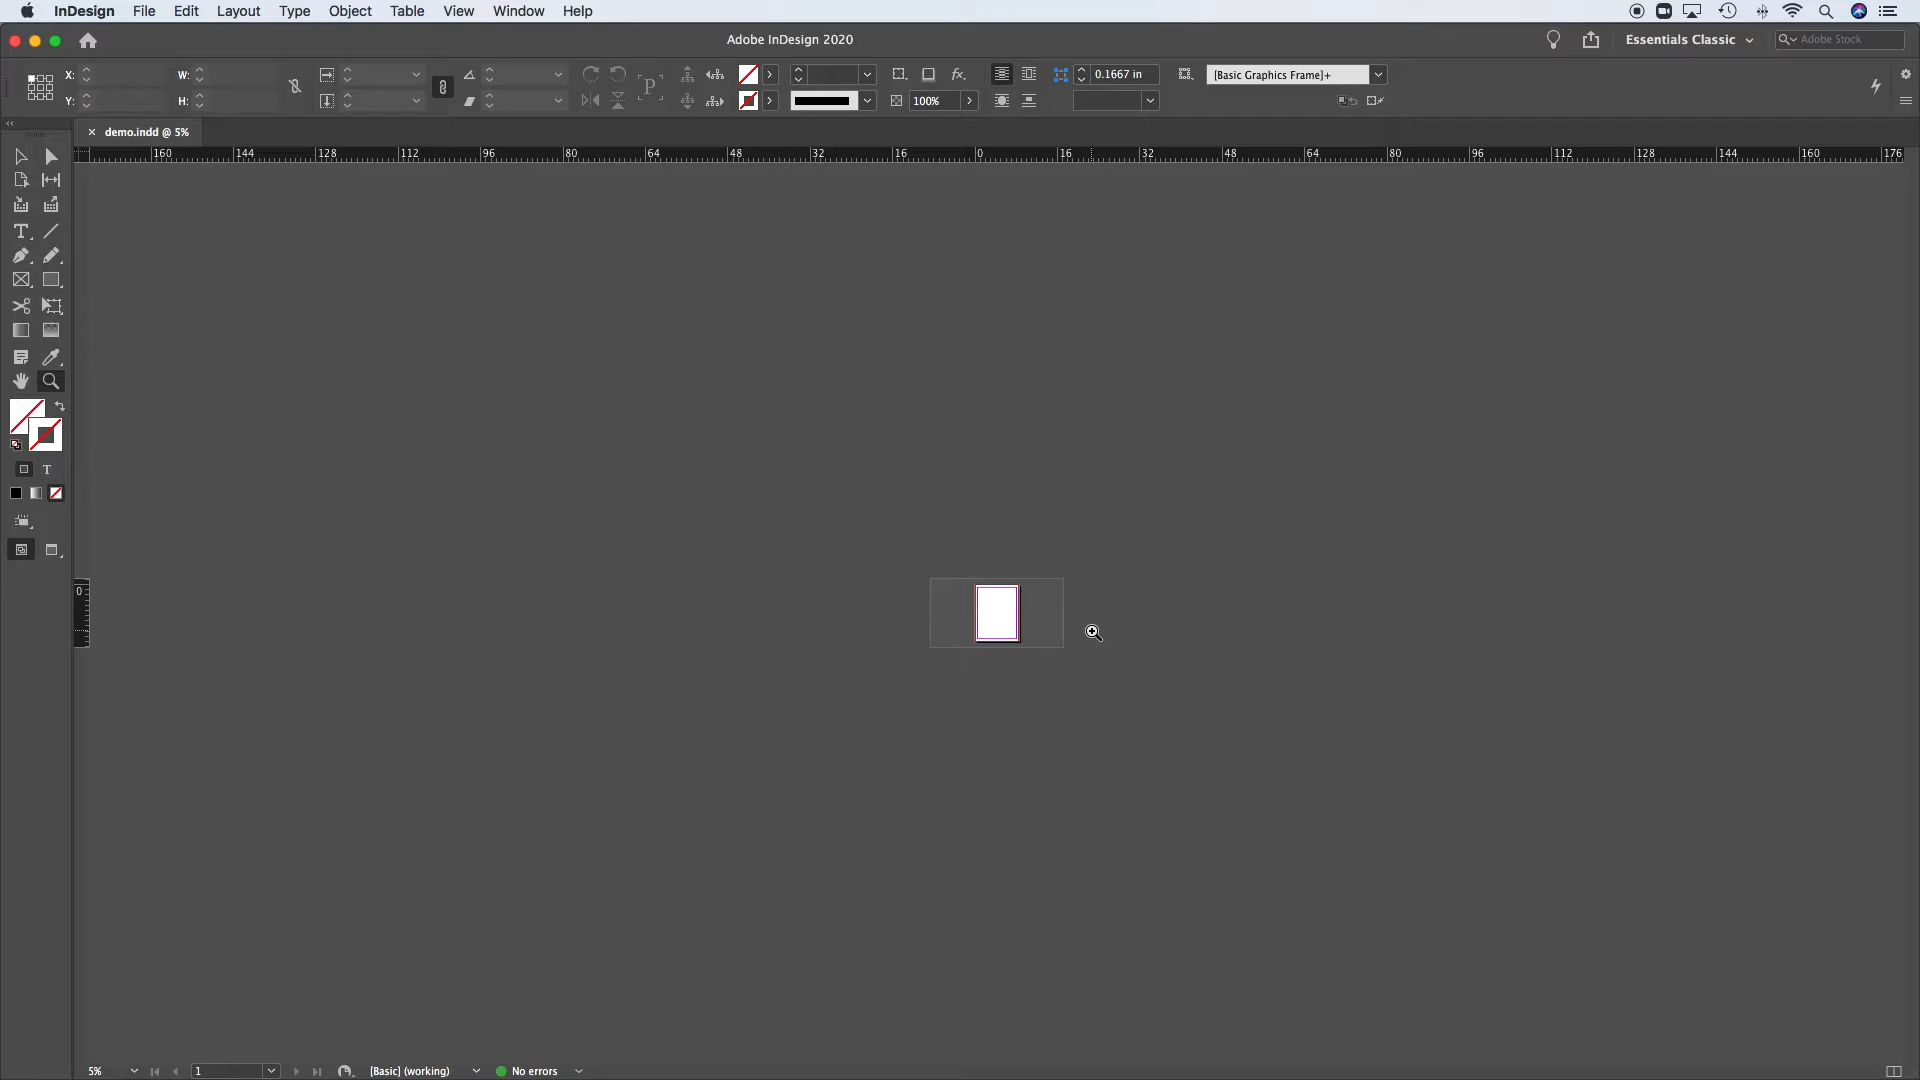 InDesign File Edit Layout Type Object Table View Window Help
Adobe InDesign 2020
Essentials Classic
Adobe Stock
X: W: 0.1667 in [Basic Graphics Frame]+
Y: H: 100%
P
fx.
× demo.indd @ 5%
160 144 128 112 96 80 64 48 32 16 0 16 32 48 64 80 96 112 128 144 160 176
T
T
0
5% 1 [Basic] (working) No errors